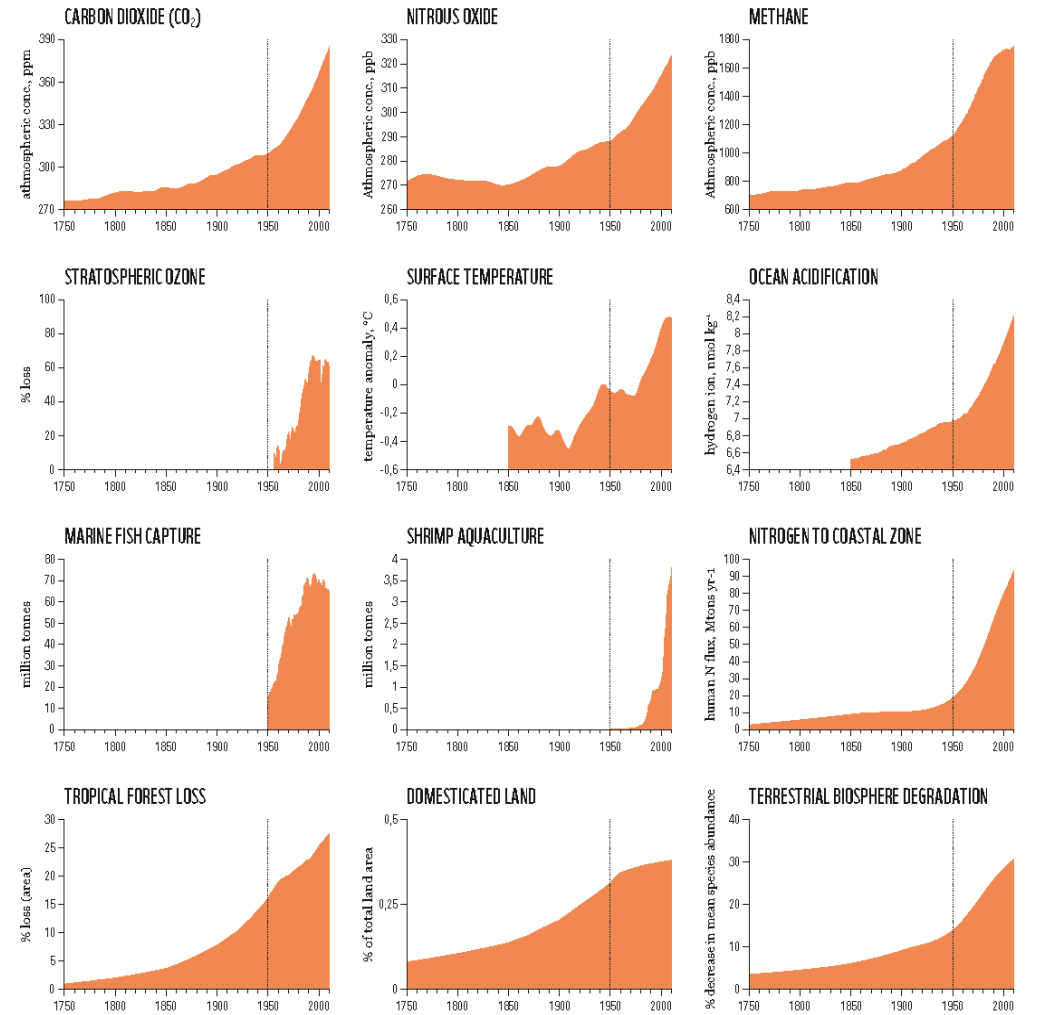 CARBON DIOXIDE (CO₂)
NITROUS OXIDE
METHANE
athmospheric conc., ppm
390
360
330
300
270
1750 1800 1850 1900 1950 2000
Athmospheric conc., ppb
330
320
310
300
290
280
270
260
1750 1800 1850 1900 1950 2000
Athmospheric conc., ppb
1800
1600
1400
1200
1000
800
600
1750 1800 1850 1900 1950 2000
STRATOSPHERIC OZONE
SURFACE TEMPERATURE
OCEAN ACIDIFICATION
% loss
100
80
60
40
20
0
1750 1800 1850 1900 1950 2000
temperature anomaly, °C
0,6
0,4
0,2
0
-0,2
-0,4
-0,6
1750 1800 1850 1900 1950 2000
hydrogen ion, nmol kg⁻¹
8,4
8,2
8
7,8
7,6
7,4
7,2
7
6,8
6,6
6,4
1750 1800 1850 1900 1950 2000
MARINE FISH CAPTURE
SHRIMP AQUACULTURE
NITROGEN TO COASTAL ZONE
million tonnes
80
70
60
50
40
30
20
10
0
1750 1800 1850 1900 1950 2000
million tonnes
4
3,5
3
2,5
2
1,5
1
0,5
0
1750 1800 1850 1900 1950 2000
human N flux, Mtons yr-1
100
90
80
70
60
50
40
30
20
10
0
1750 1800 1850 1900 1950 2000
TROPICAL FOREST LOSS
DOMESTICATED LAND
TERRESTRIAL BIOSPHERE DEGRADATION
% loss (area)
30
25
20
15
10
5
0
1750 1800 1850 1900 1950 2000
% of total land area
0,5
0,25
0
1750 1800 1850 1900 1950 2000
% decrease in mean species abundance
40
30
20
10
0
1750 1800 1850 1900 1950 2000